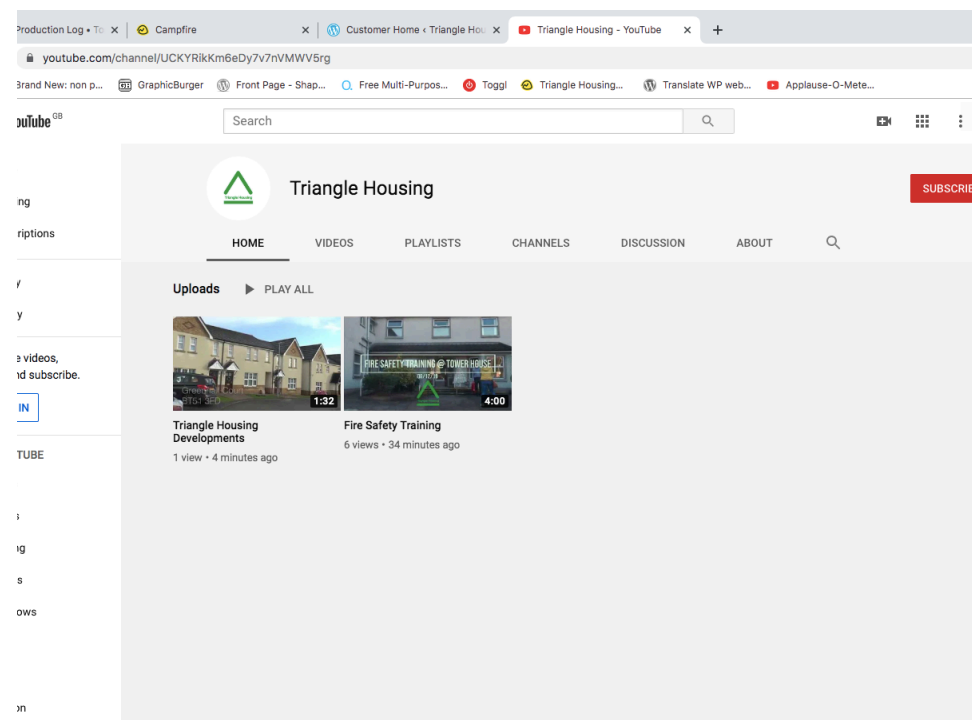 Production Log • To
Campfire
Customer Home ‹ Triangle Hou
Triangle Housing - YouTube
youtube.com/channel/UCKYRikKm6eDy7v7nVMWV5rg
Brand New: non p...
GraphicBurger
Front Page - Shap...
Free Multi-Purpos...
Toggl
Triangle Housing...
Translate WP web...
Applause-O-Mete...
ouTube GB
Search
Triangle Housing
Triangle Housing
SUBSCRIBE
HOME
VIDEOS
PLAYLISTS
CHANNELS
DISCUSSION
ABOUT
ing
riptions
y
y
e videos,
nd subscribe.
IN
TUBE
s
ng
s
ows
on
Uploads
PLAY ALL
BT51 3FD
1:32
FIRE SAFETY TRAINING @ TOWER HOUSE
4:00
Triangle Housing
Developments
1 view • 4 minutes ago
Fire Safety Training
6 views • 34 minutes ago